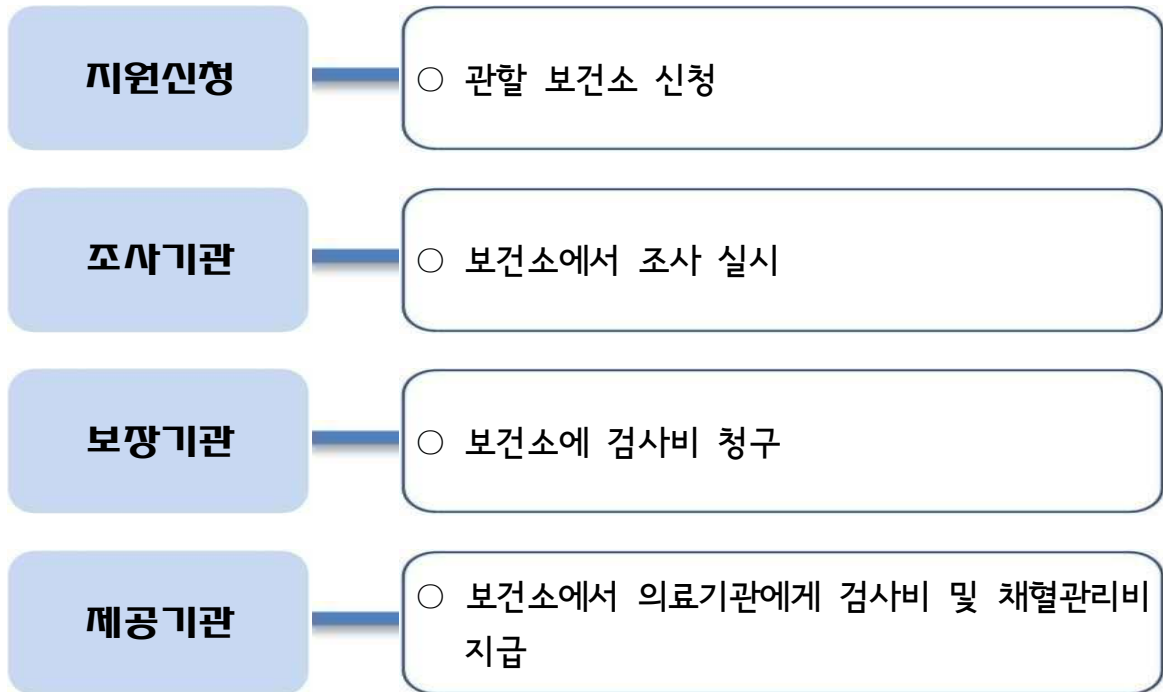 지원신청
○ 관할 보건소 신청
조사기관
○ 보건소에서 조사 실시
보장기관
○ 보건소에 검사비 청구
제공기관
○ 보건소에서 의료기관에게 검사비 및 채혈관리비
지급